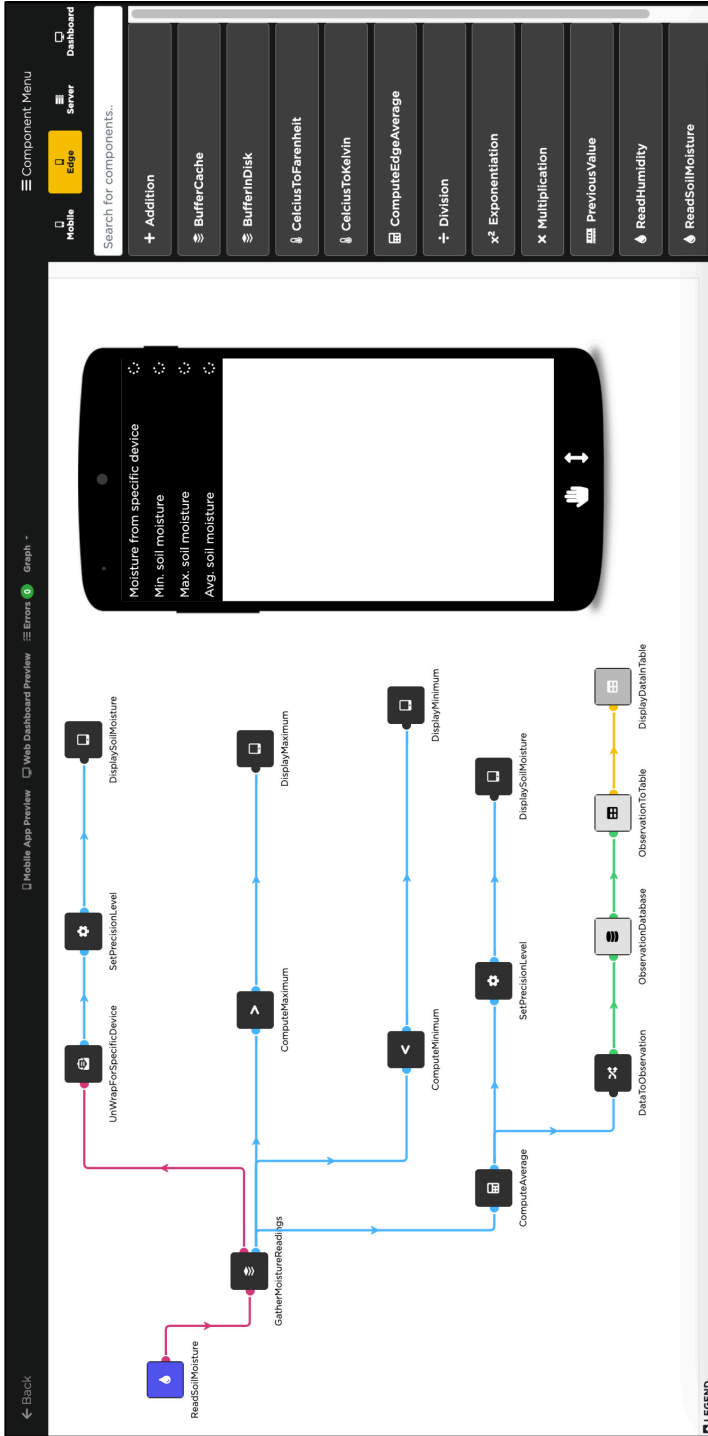 ← Back
Mobile App Preview
Web Dashboard Preview
Errors 0
Graph
Component Menu
Mobile
Edge
Server
Dashboard
Search for components..
Addition
BufferCache
BufferInDisk
CelciusToFarenheit
CelciusToKelvin
ComputeEdgeAverage
Division
x² Exponentiation
Multiplication
PreviousValue
ReadHumidity
ReadSoilMoisture
ReadSoilMoisture
GatherMoistureReadings
UnWrapForSpecificDevice
SetPrecisionLevel
DisplaySoilMoisture
ComputeMaximum
DisplayMaximum
ComputeMinimum
DisplayMinimum
ComputeAverage
SetPrecisionLevel
DisplaySoilMoisture
DataToObservation
ObservationDatabase
ObservationToTable
DisplayDataInTable
Moisture from specific device
Min. soil moisture
Max. soil moisture
Avg. soil moisture
LEGEND